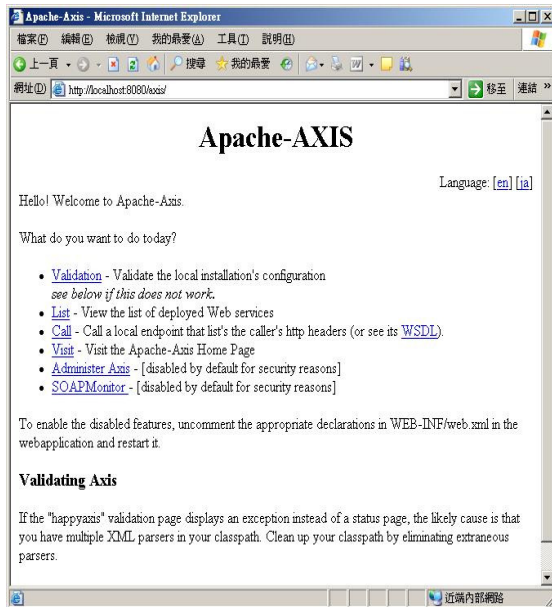 Apache-Axis - Microsoft Internet Explorer
檔案(F) 編輯(E) 檢視(V) 我的最愛(A) 工具(T) 說明(H)
上一頁 搜尋 我的最愛
網址(D) http://localhost:8080/axis/ 移至 連結 »
Apache-AXIS
Language: [en] [ja]
Hello! Welcome to Apache-Axis.
What do you want to do today?
• Validation - Validate the local installation's configuration
see below if this does not work.
• List - View the list of deployed Web services
• Call - Call a local endpoint that list's the caller's http headers (or see its WSDL).
• Visit - Visit the Apache-Axis Home Page
• Administer Axis - [disabled by default for security reasons]
• SOAPMonitor - [disabled by default for security reasons]
To enable the disabled features, uncomment the appropriate declarations in WEB-INF/web.xml in the
webapplication and restart it.
Validating Axis
If the "happyaxis" validation page displays an exception instead of a status page, the likely cause is that
you have multiple XML parsers in your classpath. Clean up your classpath by eliminating extraneous
parsers.
近端內部網路